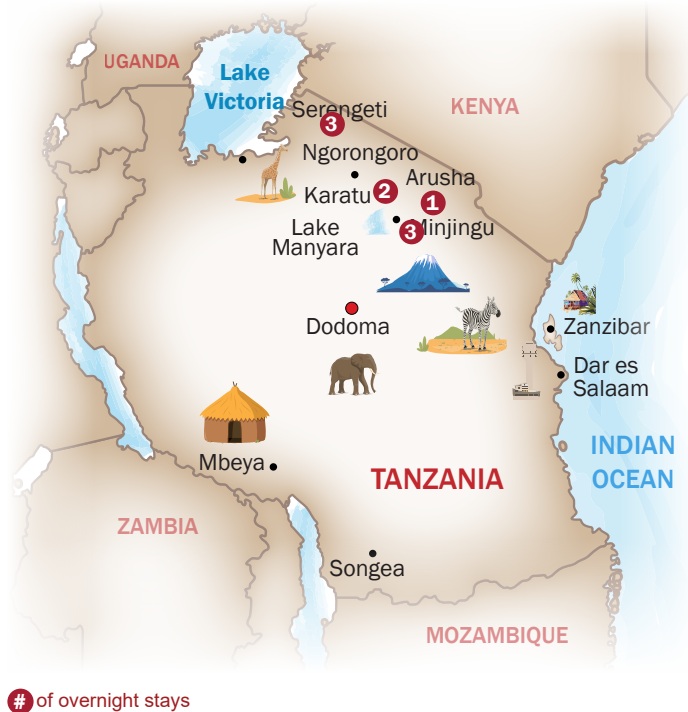 UGANDA
Lake
Victoria
KENYA
Serengeti
3
Ngorongoro
Arusha
Karatu
2
1
Lake
Manyara
3
Minjingu
Dodoma
Zanzibar
Dar es
Salaam
INDIAN
OCEAN
Mbeya
TANZANIA
ZAMBIA
Songea
MOZAMBIQUE
# of overnight stays